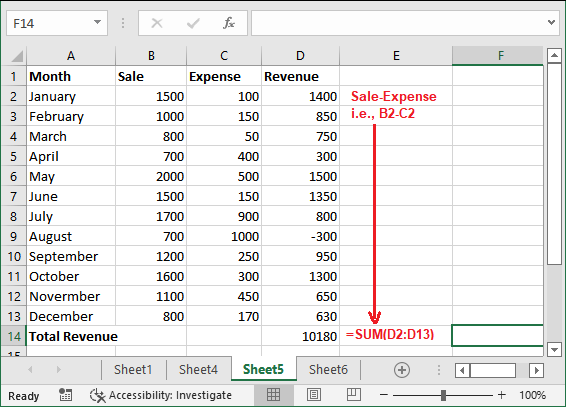 F14 fx
A B C D E F
1 Month Sale Expense Revenue
2 January 1500 100 1400 Sale-Expense
3 February 1000 150 850 i.e., B2-C2
4 March 800 50 750
5 April 700 400 300
6 May 2000 500 1500
7 June 1500 150 1350
8 July 1700 900 800
9 August 700 1000 -300
10 September 1200 250 950
11 October 1600 300 1300
12 Novermber 1100 450 650
13 December 800 170 630
14 Total Revenue 10180 =SUM(D2:D13)
15
Sheet1 Sheet4 Sheet5 Sheet6
Ready Accessibility: Investigate 100%